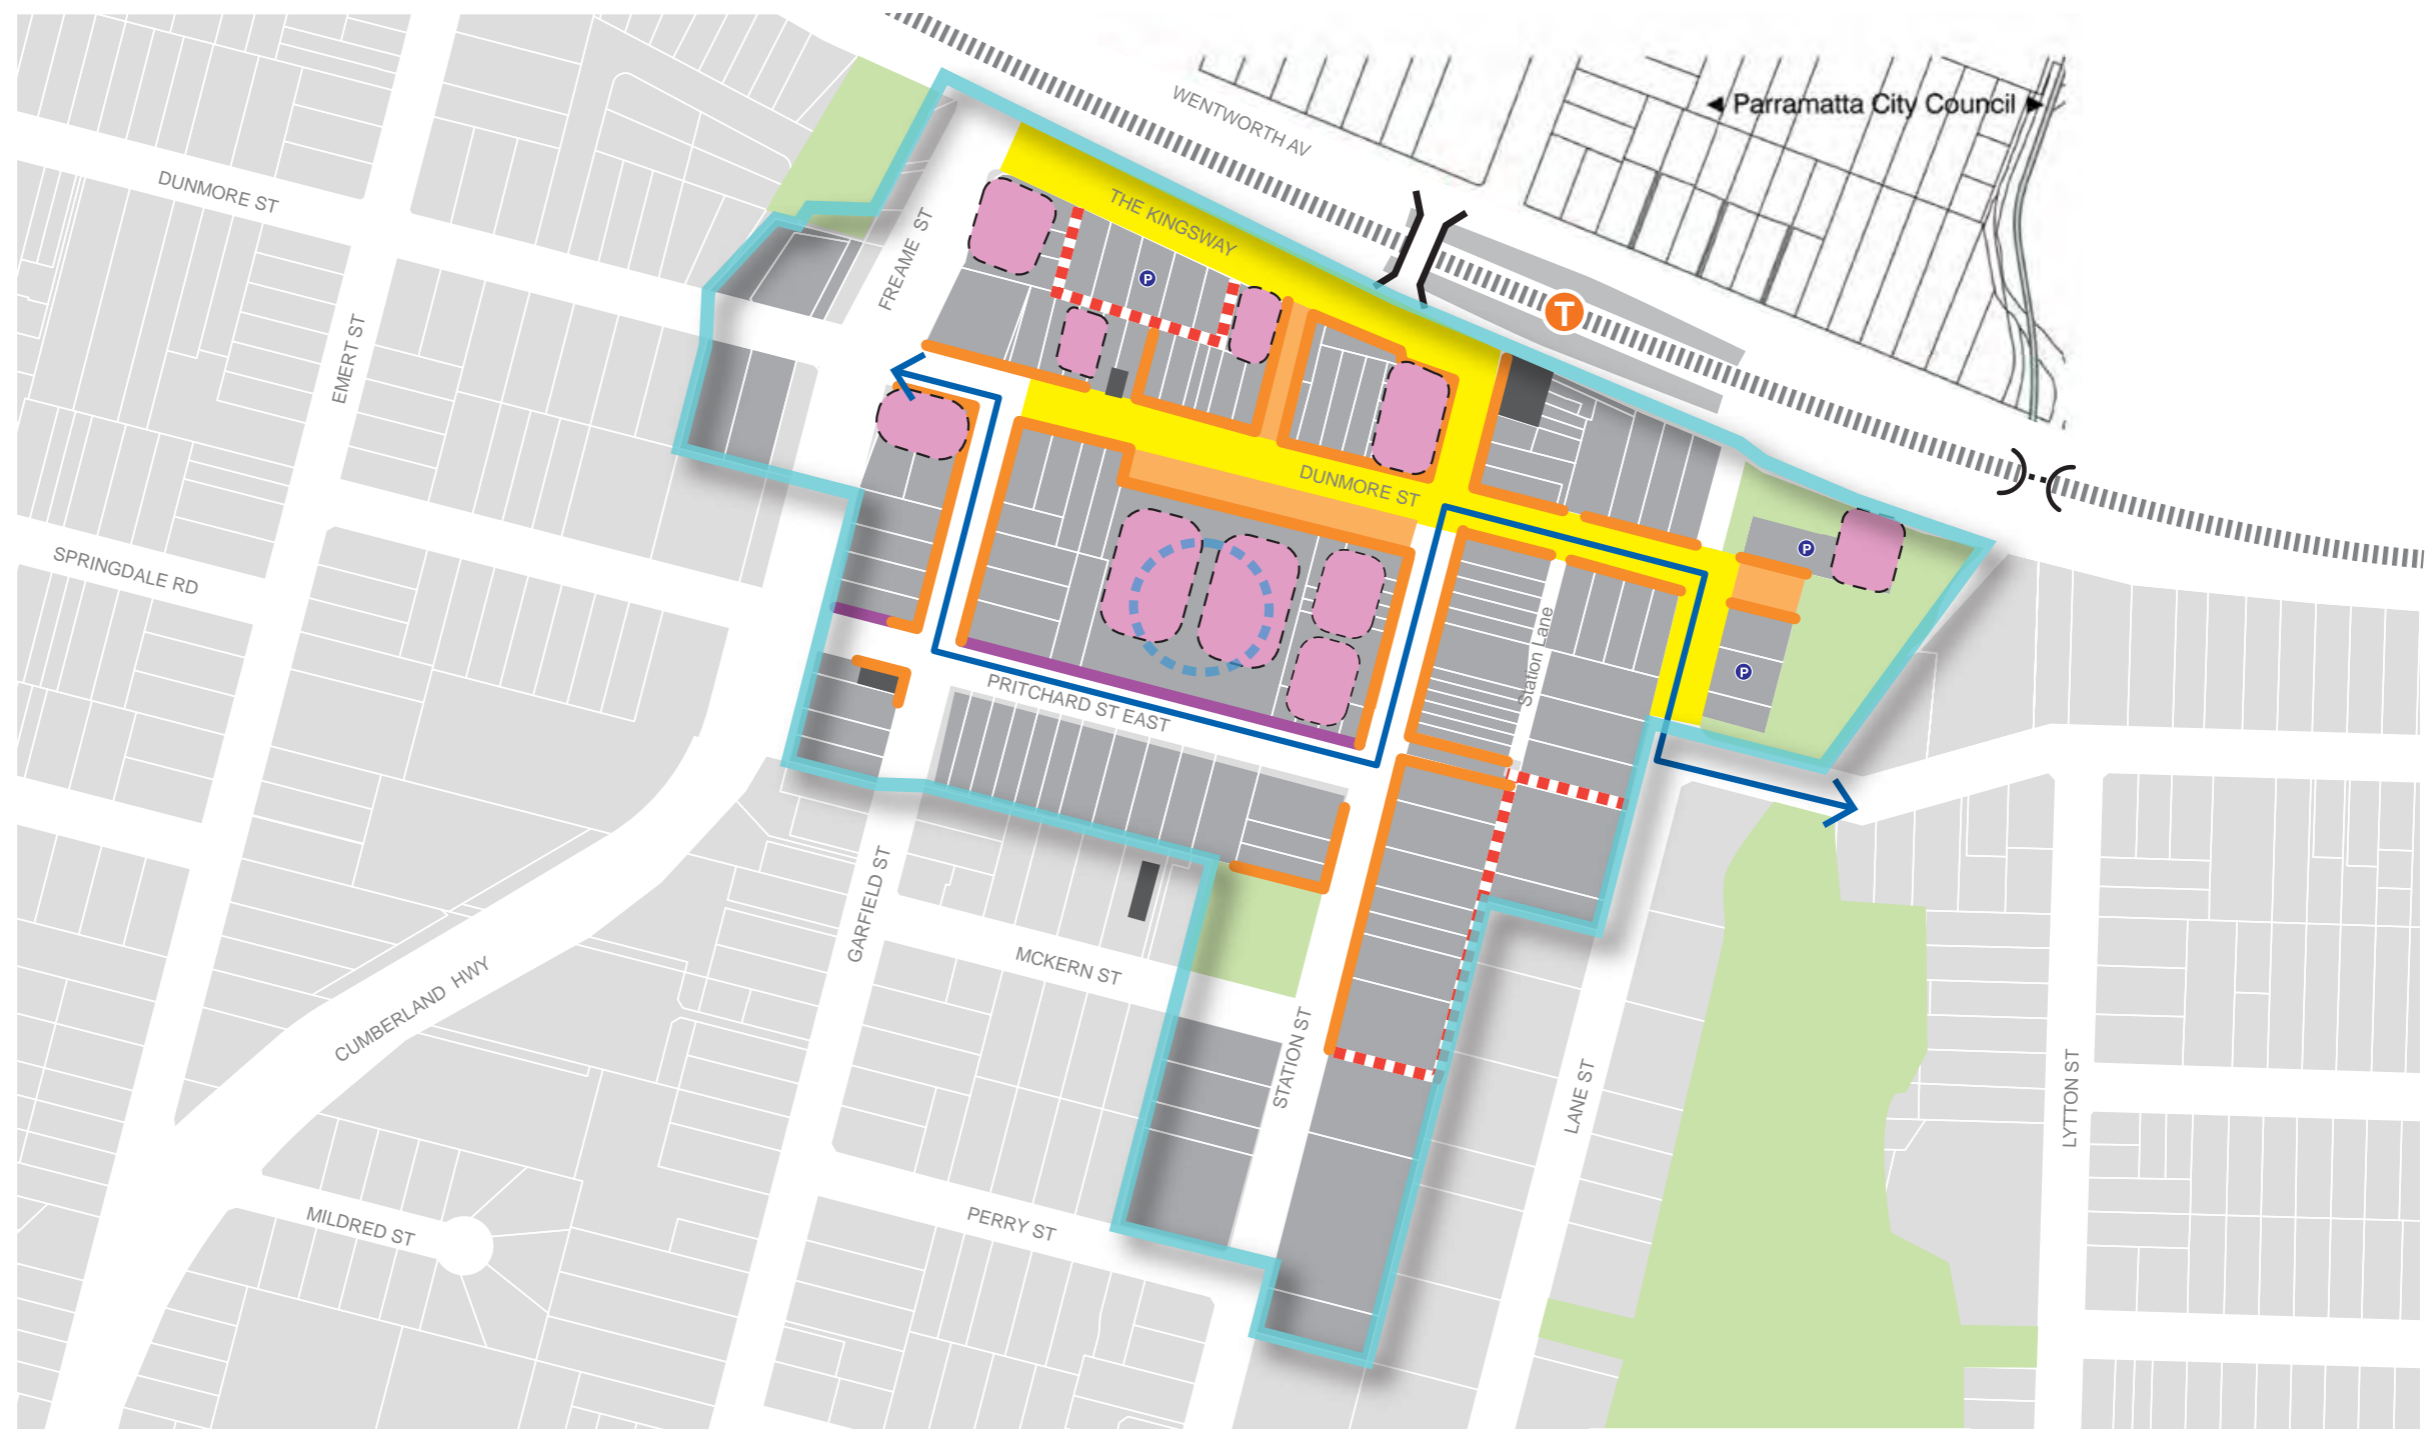 WENTWORTH AV
◄ Parramatta City Council ►
DUNMORE ST
THE KINGSWAY
FREAME ST
P
T
EMERT ST
DUNMORE ST
SPRINGDALE RD
P
Station Lane
P
PRITCHARD ST EAST
GARFIELD ST
MCKERN ST
CUMBERLAND HWY
STATION ST
LANE ST
LYTTON ST
MILDRED ST
PERRY ST